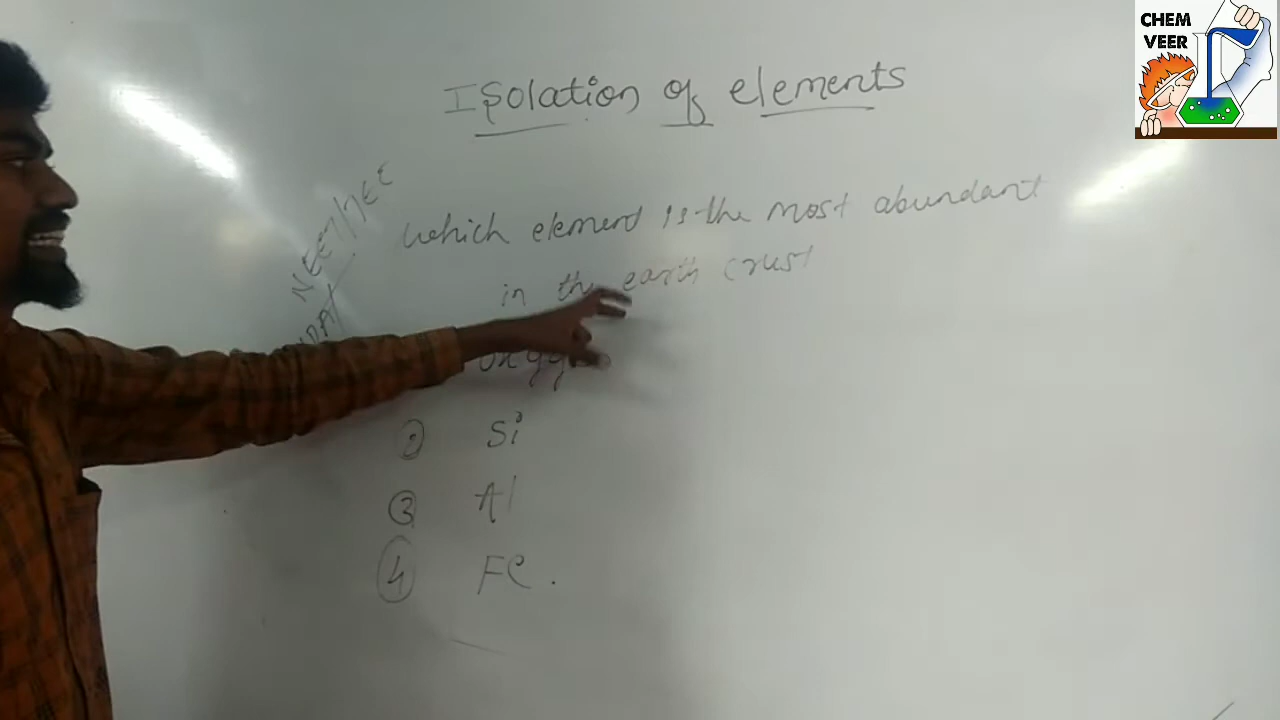 CHEM
VEER
Isolation of elements
NEET/JEE
which element is the most abundant
in the earth crust
② Si
③ Al
④ Fe.